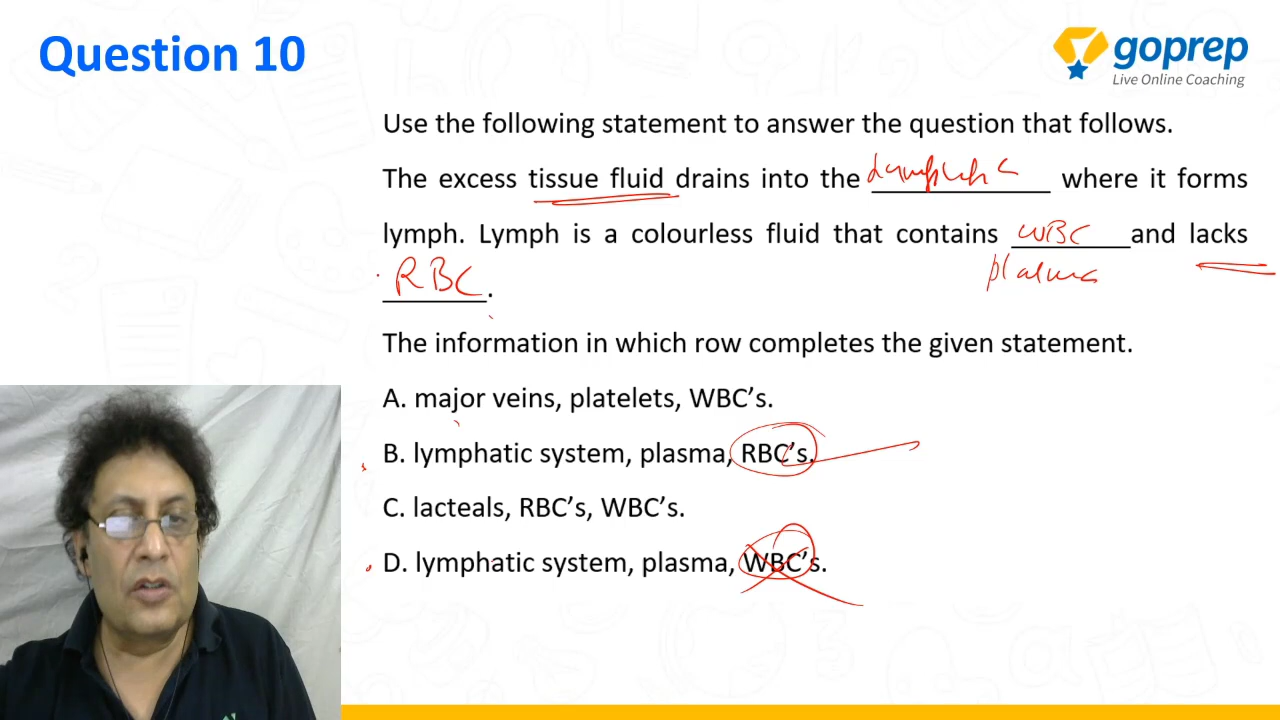 Question 10
goprep
Live Online Coaching
Use the following statement to answer the question that follows.
The excess tissue fluid drains into the ________ where it forms
lymph. Lymph is a colourless fluid that contains WBC and lacks
plasma
RBC.
The information in which row completes the given statement.
A. major veins, platelets, WBC’s.
B. lymphatic system, plasma, RBC’s.
C. lacteals, RBC’s, WBC’s.
D. lymphatic system, plasma, WBC’s.